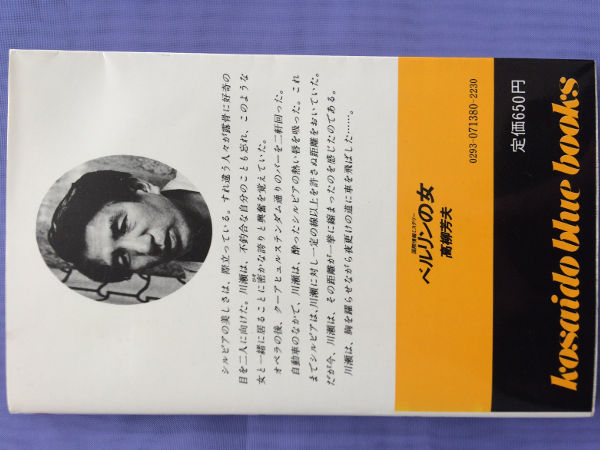 シルビアの美しさは、際立っている。すれ違う人々が露骨に好奇の
目を二人に向けた。川瀬は、不釣合な自分のことも忘れ、このような
女と一緒に居ることに密かな誇りと興奮を覚えていた。
オペラの後、クーアヒュルステンダム通りのバーを二軒回った。
自動車のなかで、川瀬は、酔ったシルビアの熱い唇を吸った。これ
までシルビアは、川瀬に対し一定の線以上を許さぬ距離をおいていた。
だが今、川瀬は、その距離が一挙に縮まったのを感じたのである。
川瀬は、胸を躍らせながら夜更けの道に車を飛ばした……。
国際情報ミステリー
ベルリンの女
高柳芳夫
0293-071380-2230
定価650円
kosaido blue books